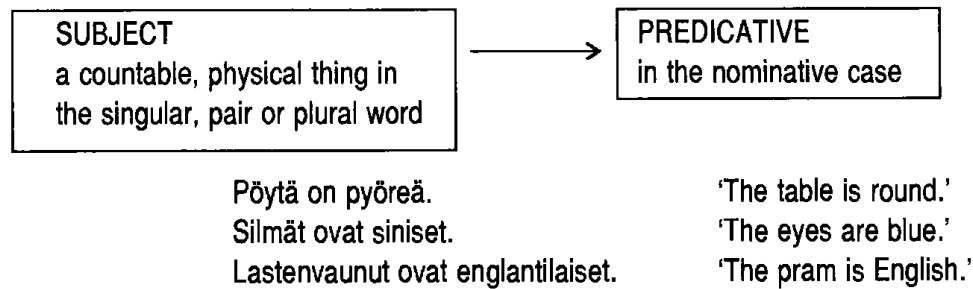 SUBJECT
a countable, physical thing in
the singular, pair or plural word
PREDICATIVE
in the nominative case
Pöytä on pyöreä. 'The table is round.'
Silmät ovat siniset. 'The eyes are blue.'
Lastenvaunut ovat englantilaiset. 'The pram is English.'